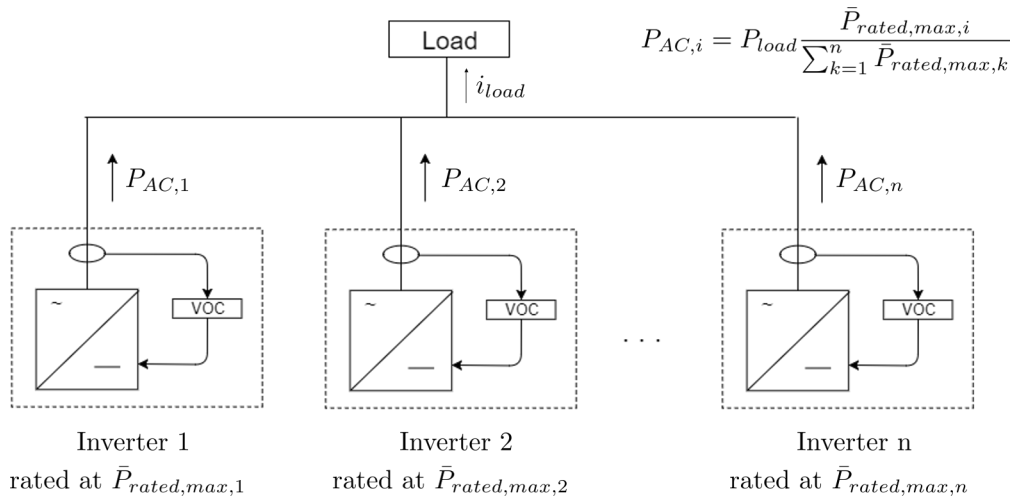 Load
P_{AC,i} = P_{load} \frac{\bar{P}_{rated,max,i}}{\sum_{k=1}^{n} \bar{P}_{rated,max,k}}
i_{load}
P_{AC,1}
P_{AC,2}
P_{AC,n}
~ VOC —
~ VOC —
. . .
~ VOC —
Inverter 1
rated at \bar{P}_{rated,max,1}
Inverter 2
rated at \bar{P}_{rated,max,2}
Inverter n
rated at \bar{P}_{rated,max,n}